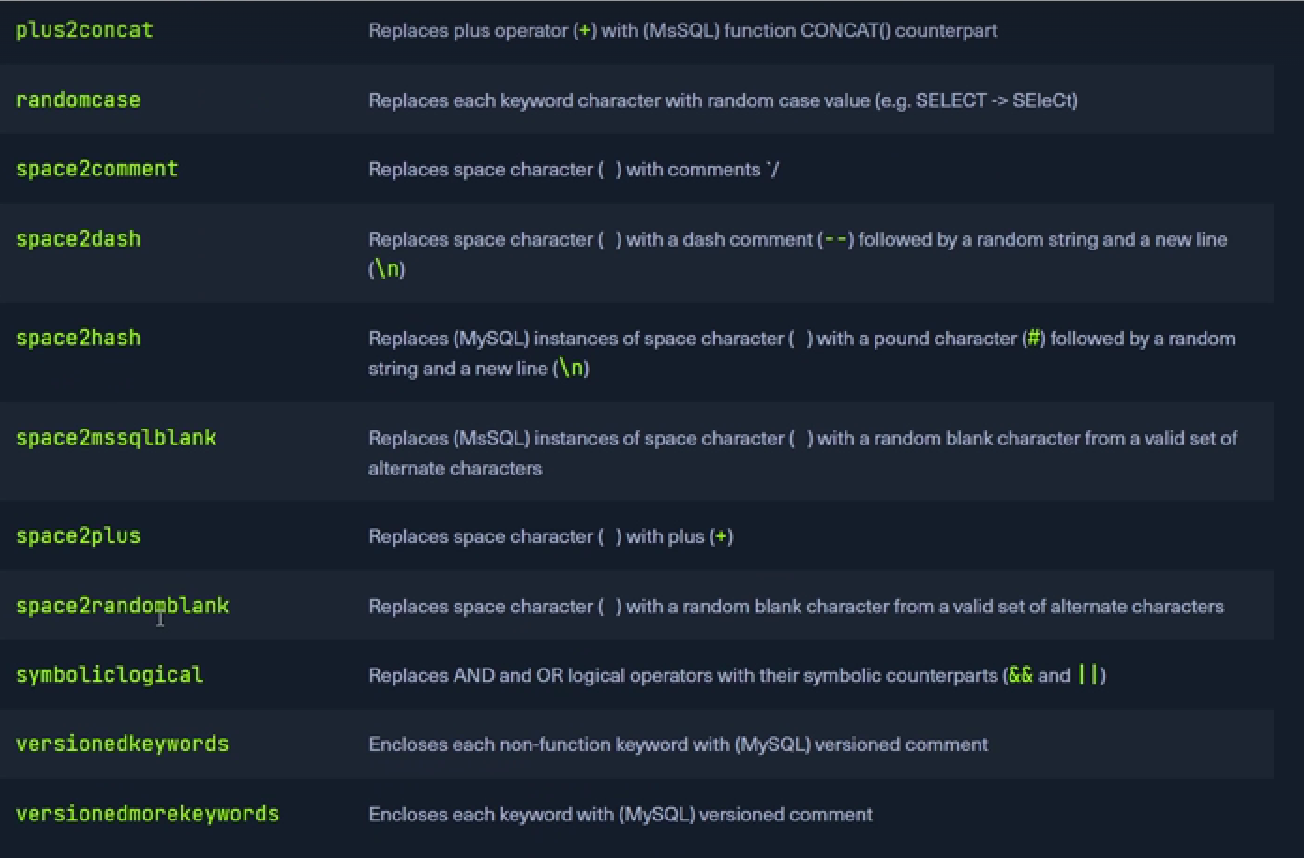 plus2concat Replaces plus operator (+) with (MsSQL) function CONCAT() counterpart
randomcase Replaces each keyword character with random case value (e.g. SELECT -> SEleCt)
space2comment Replaces space character ( ) with comments `/
space2dash Replaces space character ( ) with a dash comment (--) followed by a random string and a new line
(\n)
space2hash Replaces (MySQL) instances of space character ( ) with a pound character (#) followed by a random
string and a new line (\n)
space2mssqlblank Replaces (MsSQL) instances of space character ( ) with a random blank character from a valid set of
alternate characters
space2plus Replaces space character ( ) with plus (+)
space2randomblank Replaces space character ( ) with a random blank character from a valid set of alternate characters
symboliclogical Replaces AND and OR logical operators with their symbolic counterparts (&& and ||)
versionedkeywords Encloses each non-function keyword with (MySQL) versioned comment
versionedmorekeywords Encloses each keyword with (MySQL) versioned comment